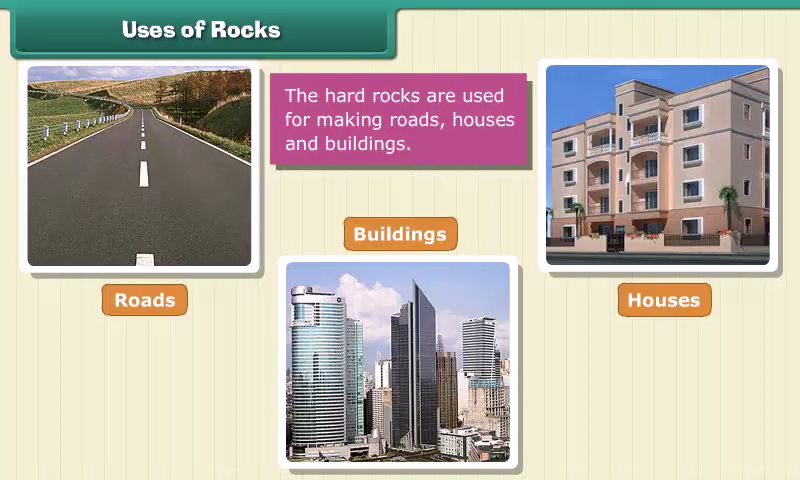 Uses of Rocks
The hard rocks are used
for making roads, houses
and buildings.
Buildings
Roads
Houses